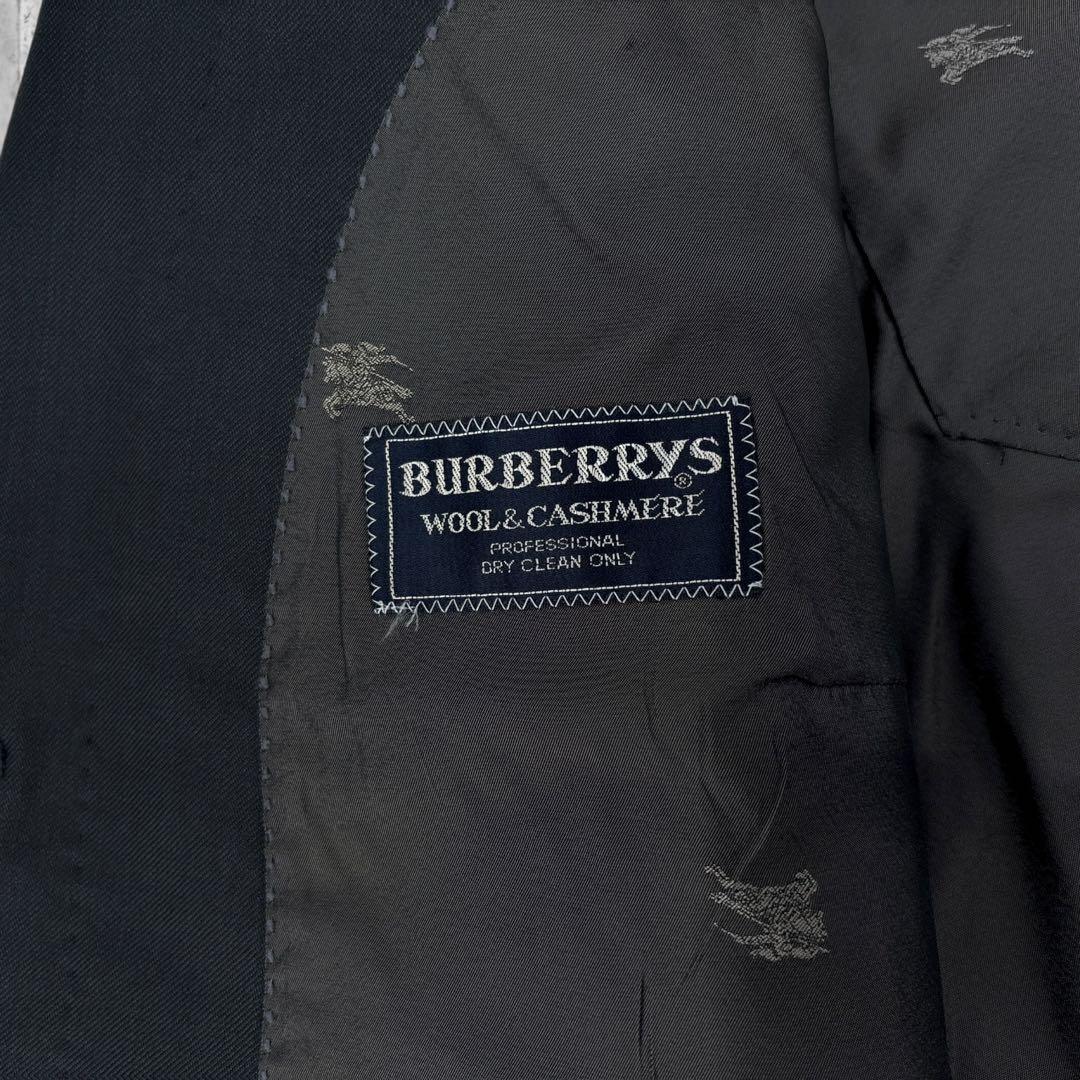 BURBERRYS®
WOOL & CASHMERE
PROFESSIONAL
DRY CLEAN ONLY